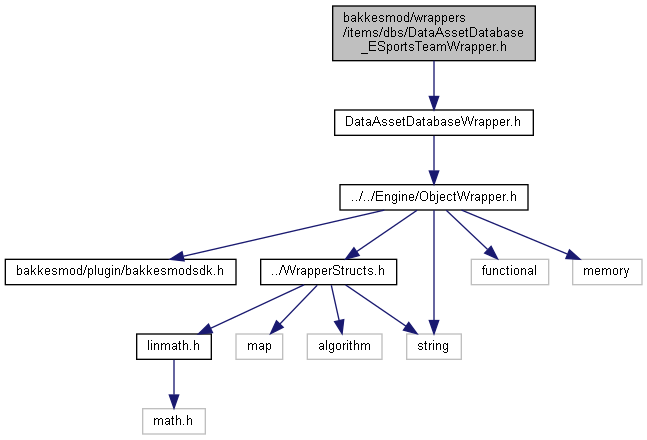 bakkesmod/wrappers
/items/dbs/DataAssetDatabase
_ESportsTeamWrapper.h
DataAssetDatabaseWrapper.h
../../Engine/ObjectWrapper.h
bakkesmod/plugin/bakkesmodsdk.h
../WrapperStructs.h
functional
memory
linmath.h
map
algorithm
string
math.h